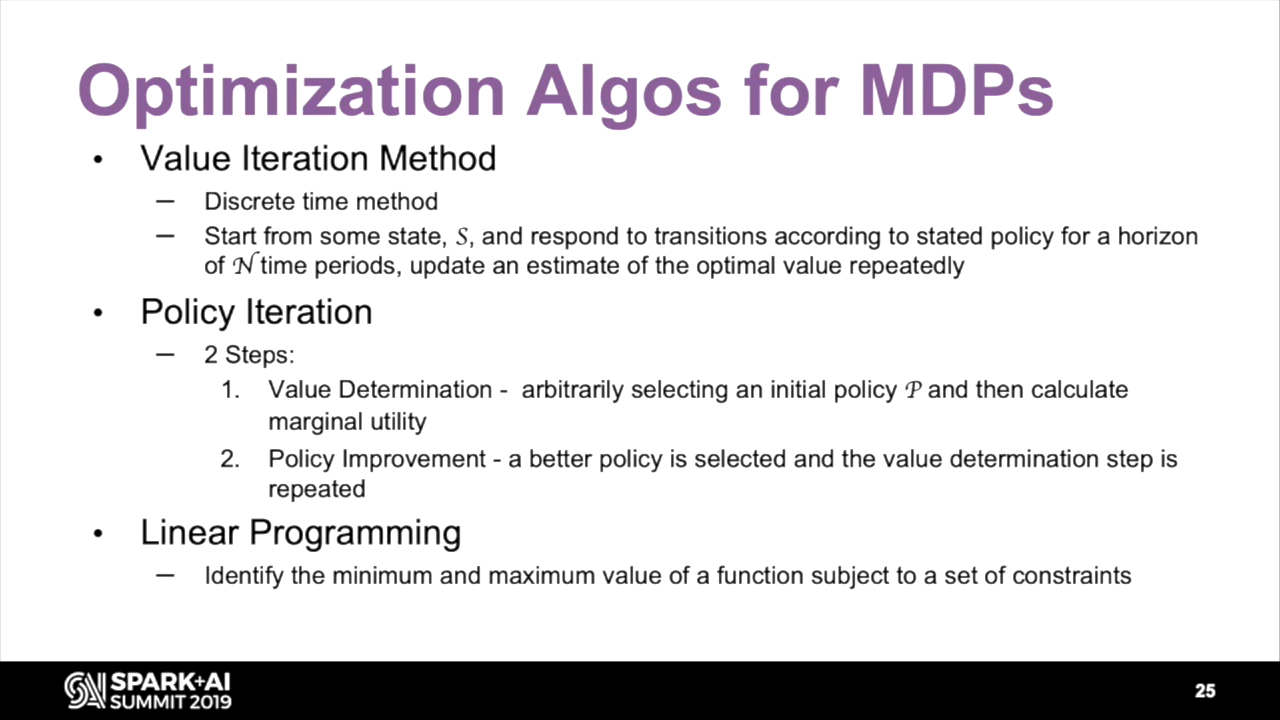 Optimization Algos for MDPs
• Value Iteration Method
– Discrete time method
– Start from some state, 𝒮, and respond to transitions according to stated policy for a horizon
of 𝒩 time periods, update an estimate of the optimal value repeatedly
• Policy Iteration
– 2 Steps:
1. Value Determination - arbitrarily selecting an initial policy 𝒫 and then calculate
marginal utility
2. Policy Improvement - a better policy is selected and the value determination step is
repeated
• Linear Programming
– Identify the minimum and maximum value of a function subject to a set of constraints
SPARK+AI
SUMMIT 2019
25